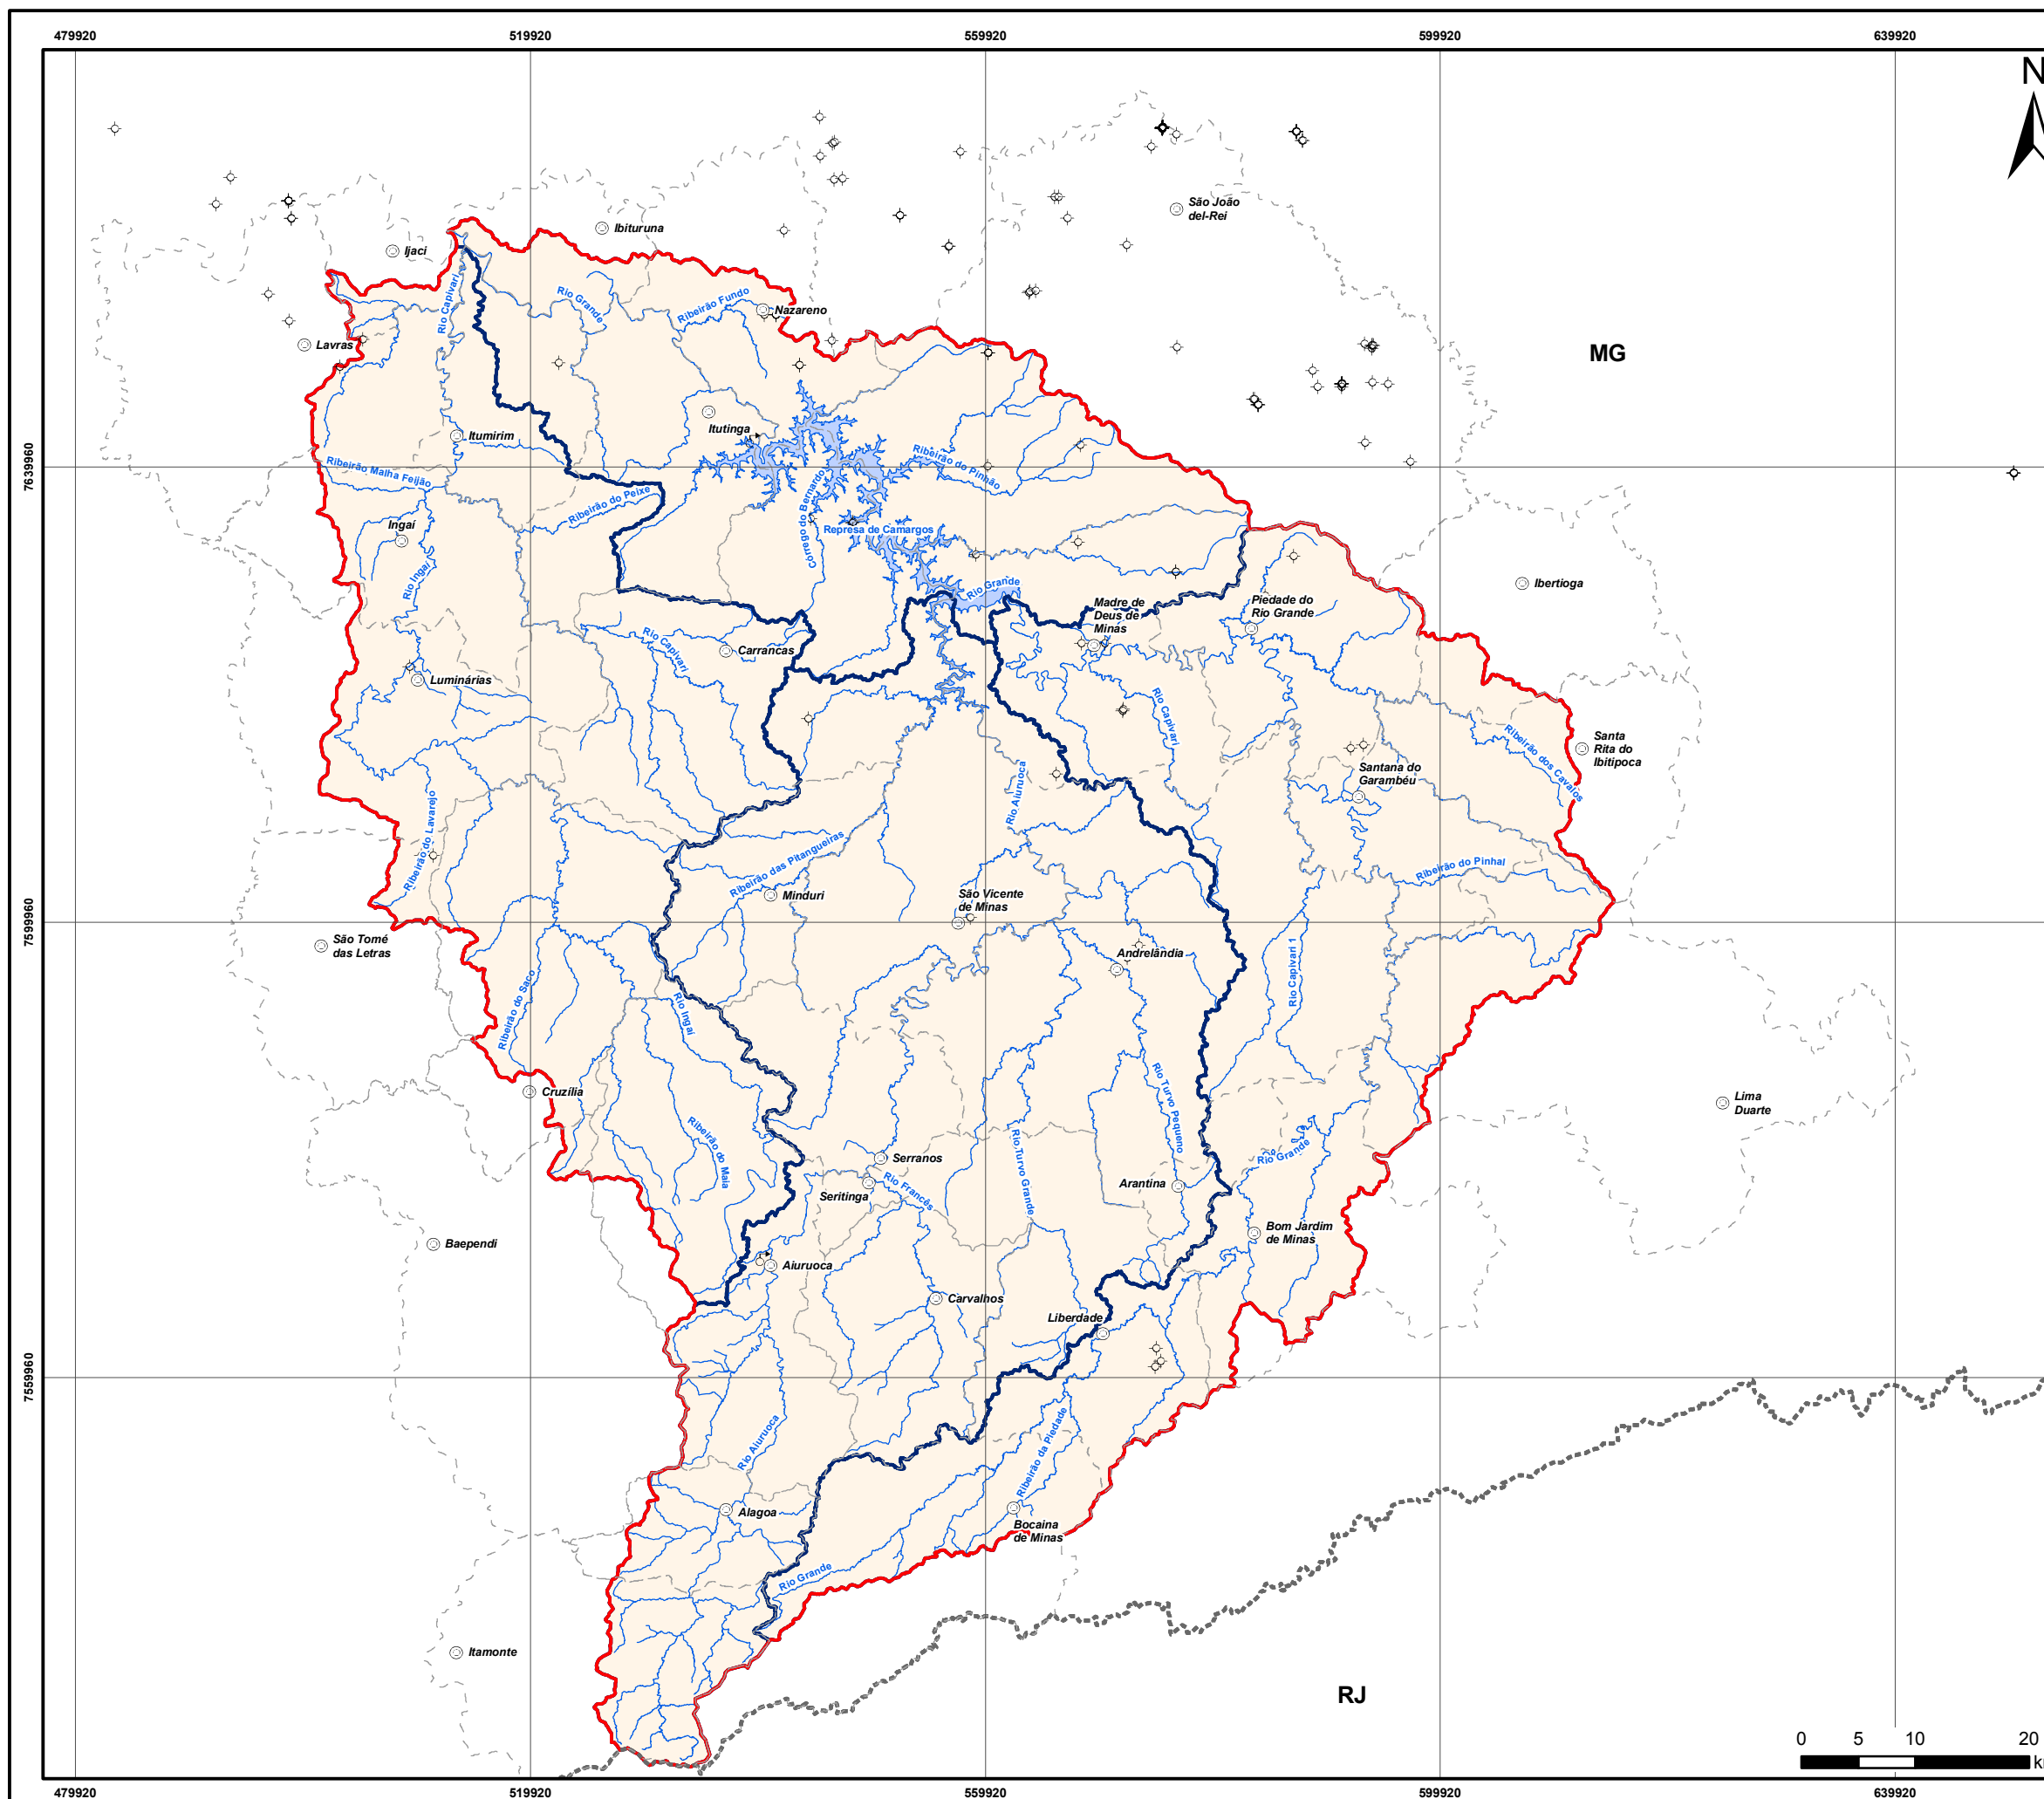 479920
519920
559920
599920
639920
N
São João
del-Rei
Ibituruna
Ijaci
Rio Capivari
Rio Grande
Ribeirão Fundo
Nazareno
Lavras
MG
Itutinga
Itumirim
Ribeirão Malha Feijão
Ribeirão do Pinhão
7639960
Ribeirão do Peixe
Córrego do Bernardo
Ingaí
Represa de Camargos
Rio Ingaí
Rio Grande
Ibertioga
Madre de
Deus de
Minas
Piedade do
Rio Grande
Rio Capivari
Carrancas
Luminárias
Rio Capivari
Ribeirão dos Cavalos
Santa
Rita do
Ibitipoca
Santana do
Garambéu
Rio Aiuruoca
Ribeirão do Lavarejo
Ribeirão das Pitangueiras
Ribeirão do Pinhal
Minduri
São Vicente
de Minas
7599960
São Tomé
das Letras
Andrelândia
Rio Capivari 1
Ribeirão do Saco
Rio Ingaí
Cruzília
Rio Turvo Pequeno
Lima
Duarte
Ribeirão do Maia
Rio Turvo Grande
Rio Grande
Serranos
Rio Francês
Seritinga
Arantina
Bom Jardim
de Minas
Baependi
Aiuruoca
Carvalhos
Liberdade
7559960
Rio Aiuruoca
Ribeirão da Piedade
Alagoa
Bocaina
de Minas
Rio Grande
Itamonte
RJ
0 5 10 20
479920
519920
559920
599920
639920